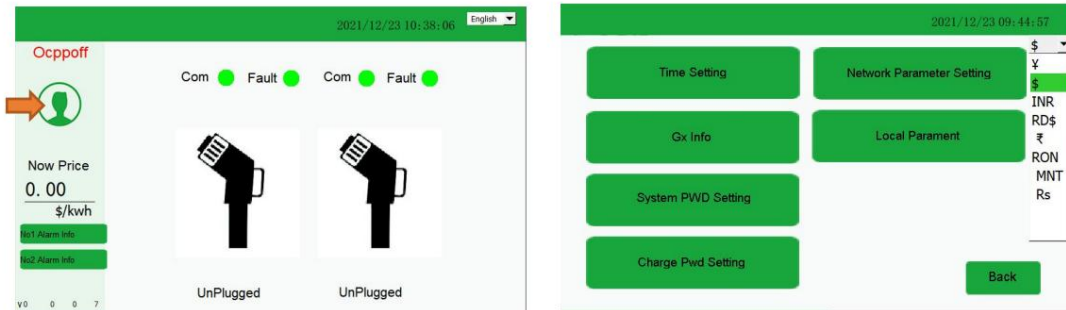 2021/12/23 10:38:06
English
Ocppoff
Com
Fault
Com
Fault
Now Price
0.00
$/kwh
No1 Alarm Info
No2 Alarm Info
V0 0 0 7
UnPlugged
UnPlugged
2021/12/23 09:44:57
Time Setting
Network Parameter Setting
Gx Info
Local Parament
System PWD Setting
Charge Pwd Setting
Back
$
¥
$
INR
RD$
₹
RON
MNT
Rs